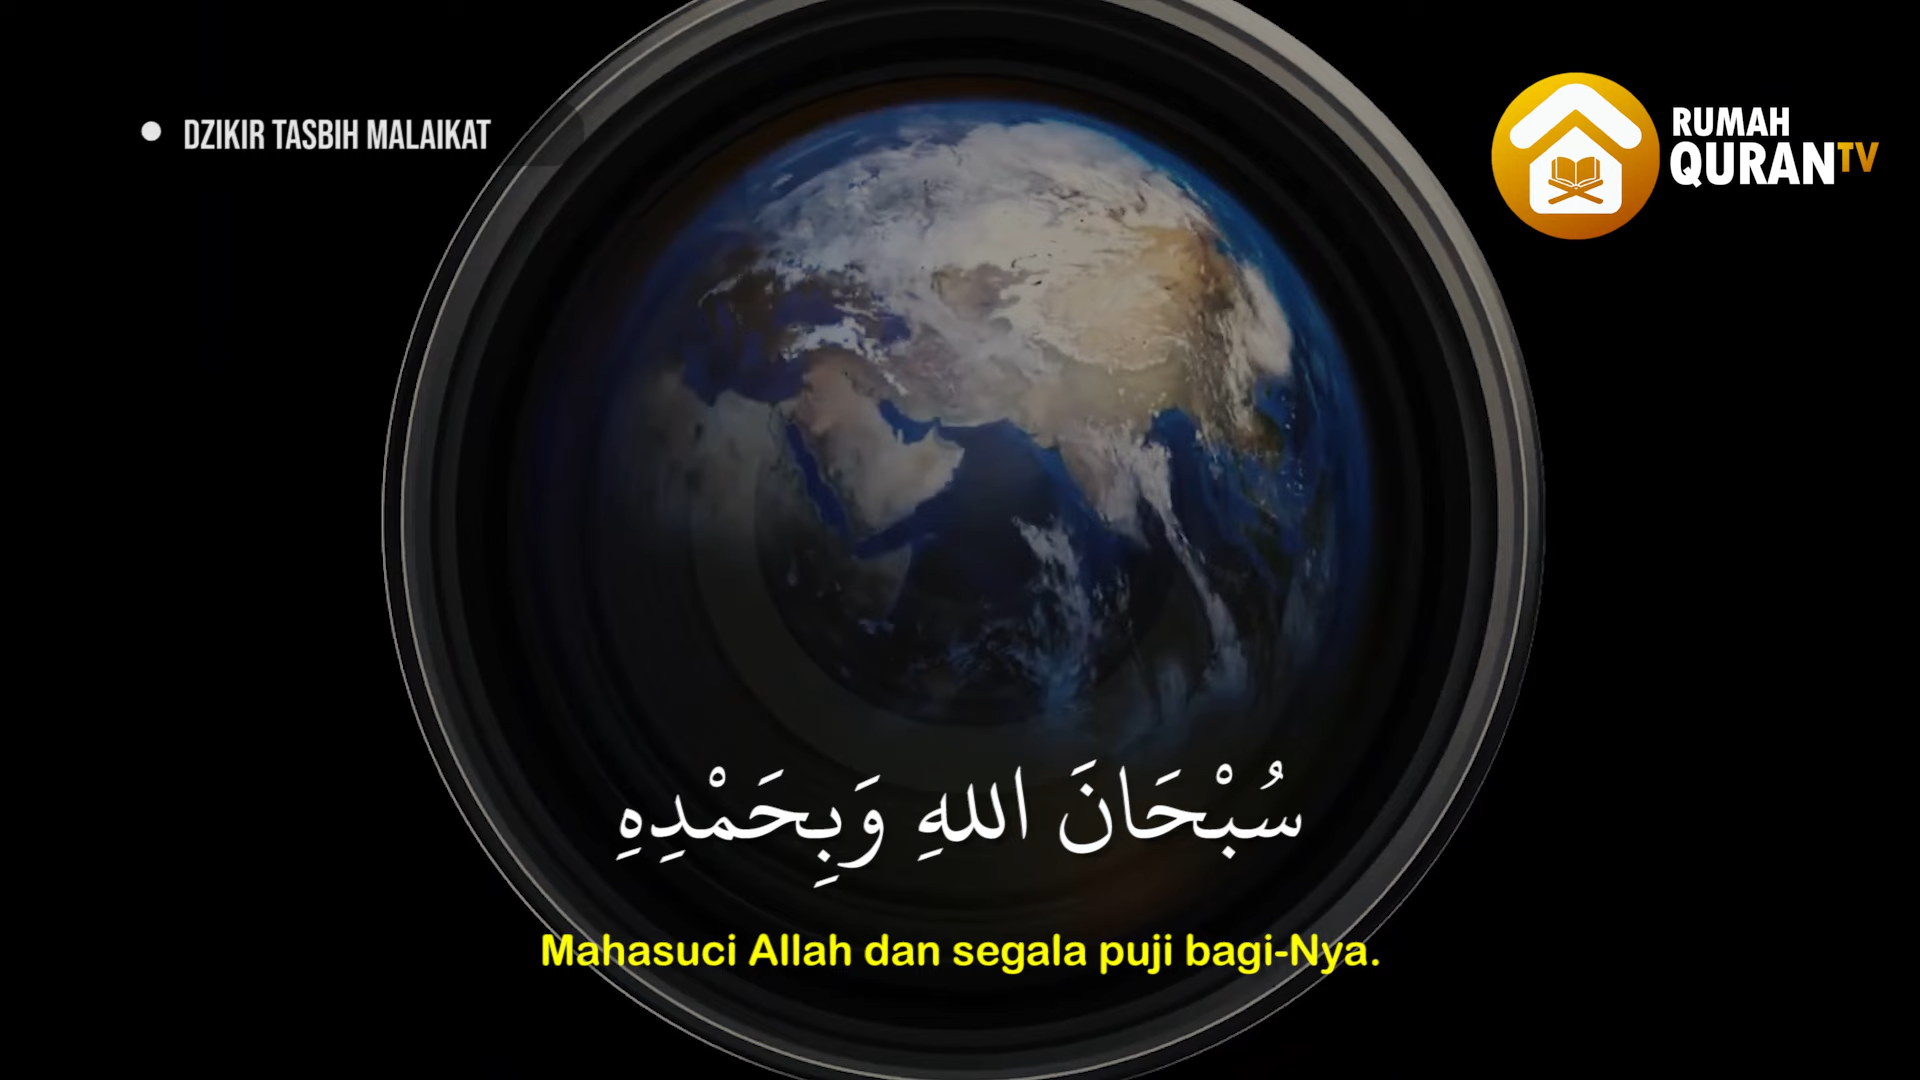 DZIKIR TASBIH MALAIKAT
RUMAH
QURANTV
سُبْحَانَ اللهِ وَبِحَمْدِهِ
Mahasuci Allah dan segala puji bagi-Nya.